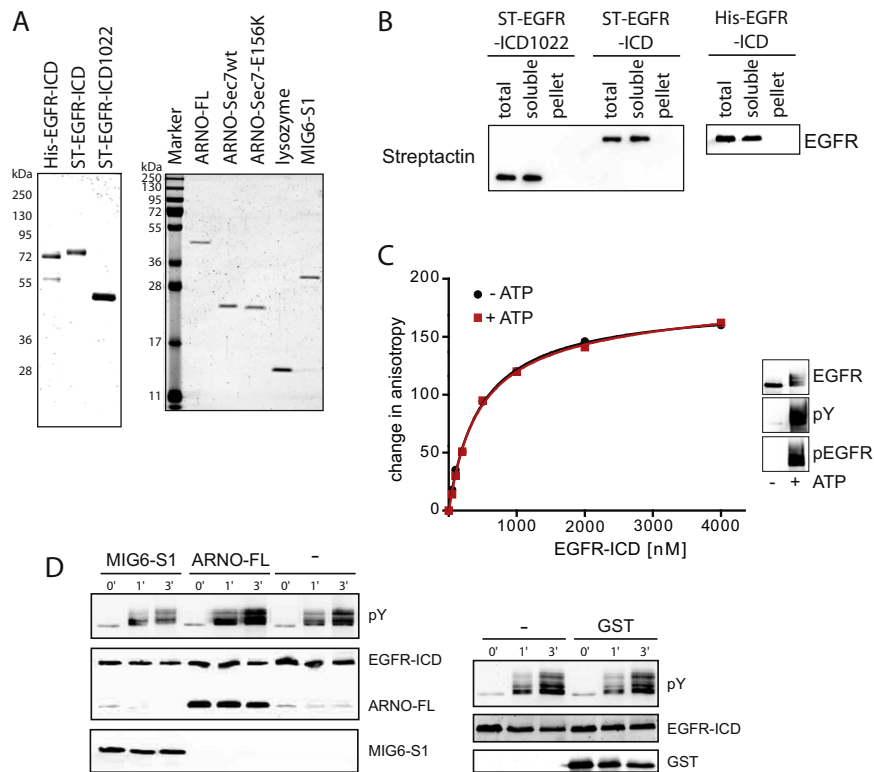 A
His-EGFR-ICD
ST-EGFR-ICD
ST-EGFR-ICD1022
kDa
250
130
95
72
55
36
28
Marker
ARNO-FL
ARNO-Sec7wt
ARNO-Sec7-E156K
lysozyme
MIG6-S1
kDa
250
130
95
72
55
36
28
17
11
B
ST-EGFR
-ICD1022
ST-EGFR
-ICD
His-EGFR
-ICD
total
soluble
pellet
total
soluble
pellet
total
soluble
pellet
Streptactin
EGFR
C
200
150
100
50
0
change in anisotropy
- ATP
+ ATP
1000 2000 3000 4000
EGFR-ICD [nM]
EGFR
pY
pEGFR
- + ATP
D
MIG6-S1 ARNO-FL -
0' 1' 3' 0' 1' 3' 0' 1' 3'
pY
EGFR-ICD
ARNO-FL
MIG6-S1
- GST
0' 1' 3' 0' 1' 3'
pY
EGFR-ICD
GST